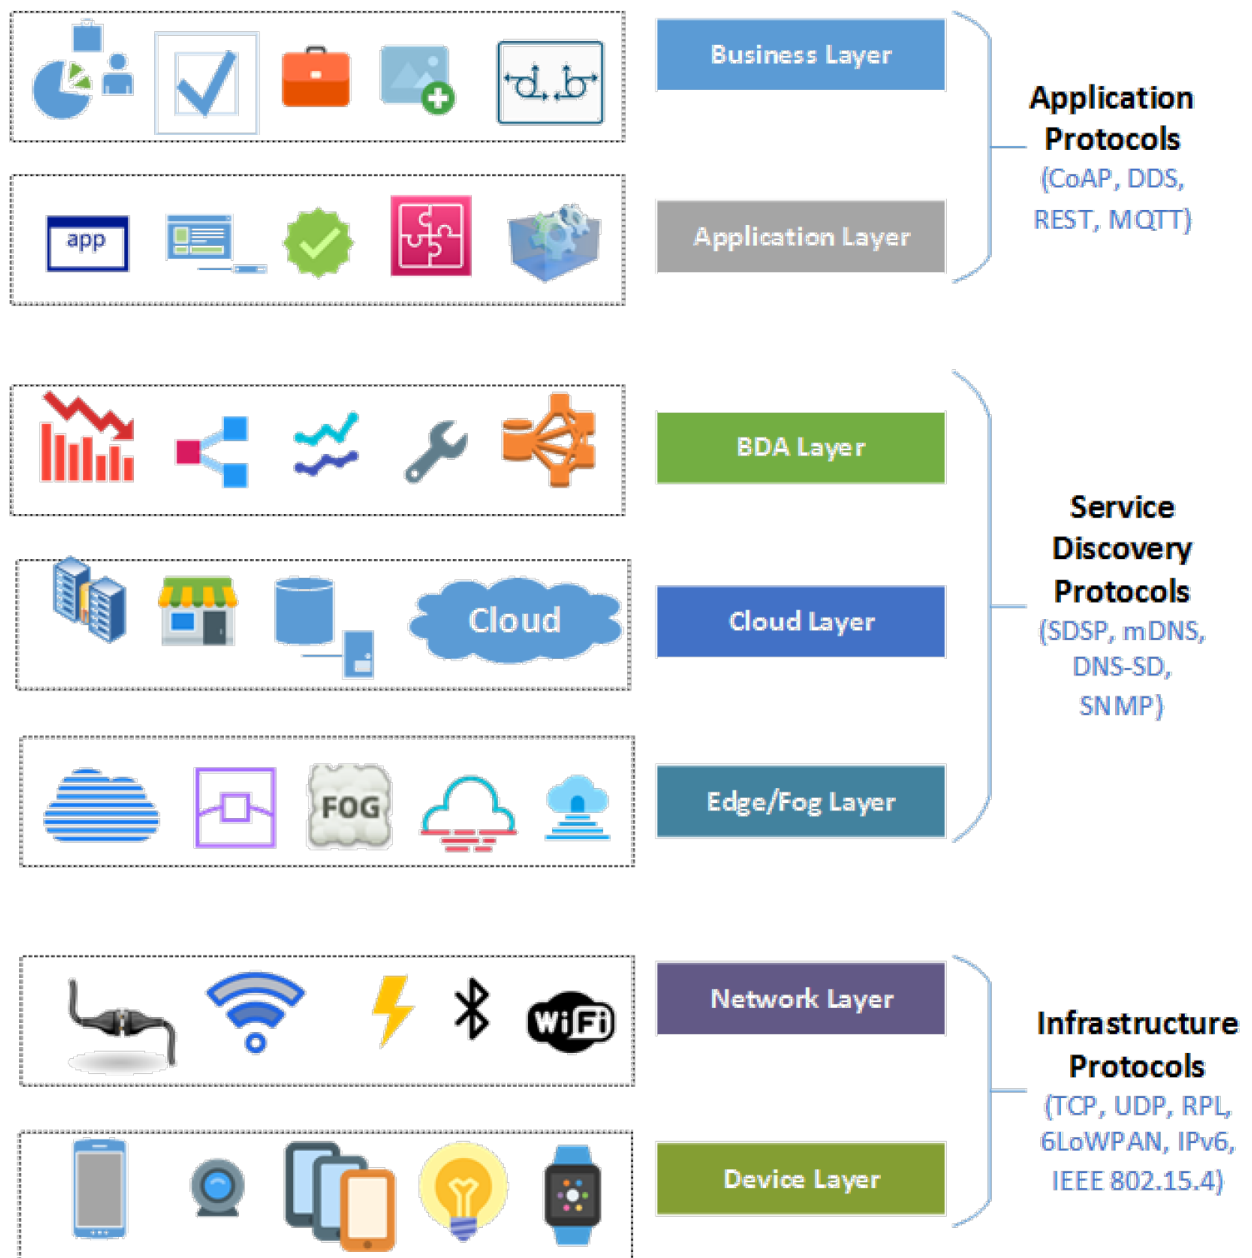 Business Layer
Application
Protocols
(CoAP, DDS,
REST, MQTT)
app
Application Layer
BDA Layer
Service
Discovery
Protocols
(SDSP, mDNS,
DNS-SD,
SNMP)
Cloud
Cloud Layer
FOG
Edge/Fog Layer
Network Layer
WiFi
Infrastructure
Protocols
(TCP, UDP, RPL,
6LoWPAN, IPv6,
IEEE 802.15.4)
Device Layer